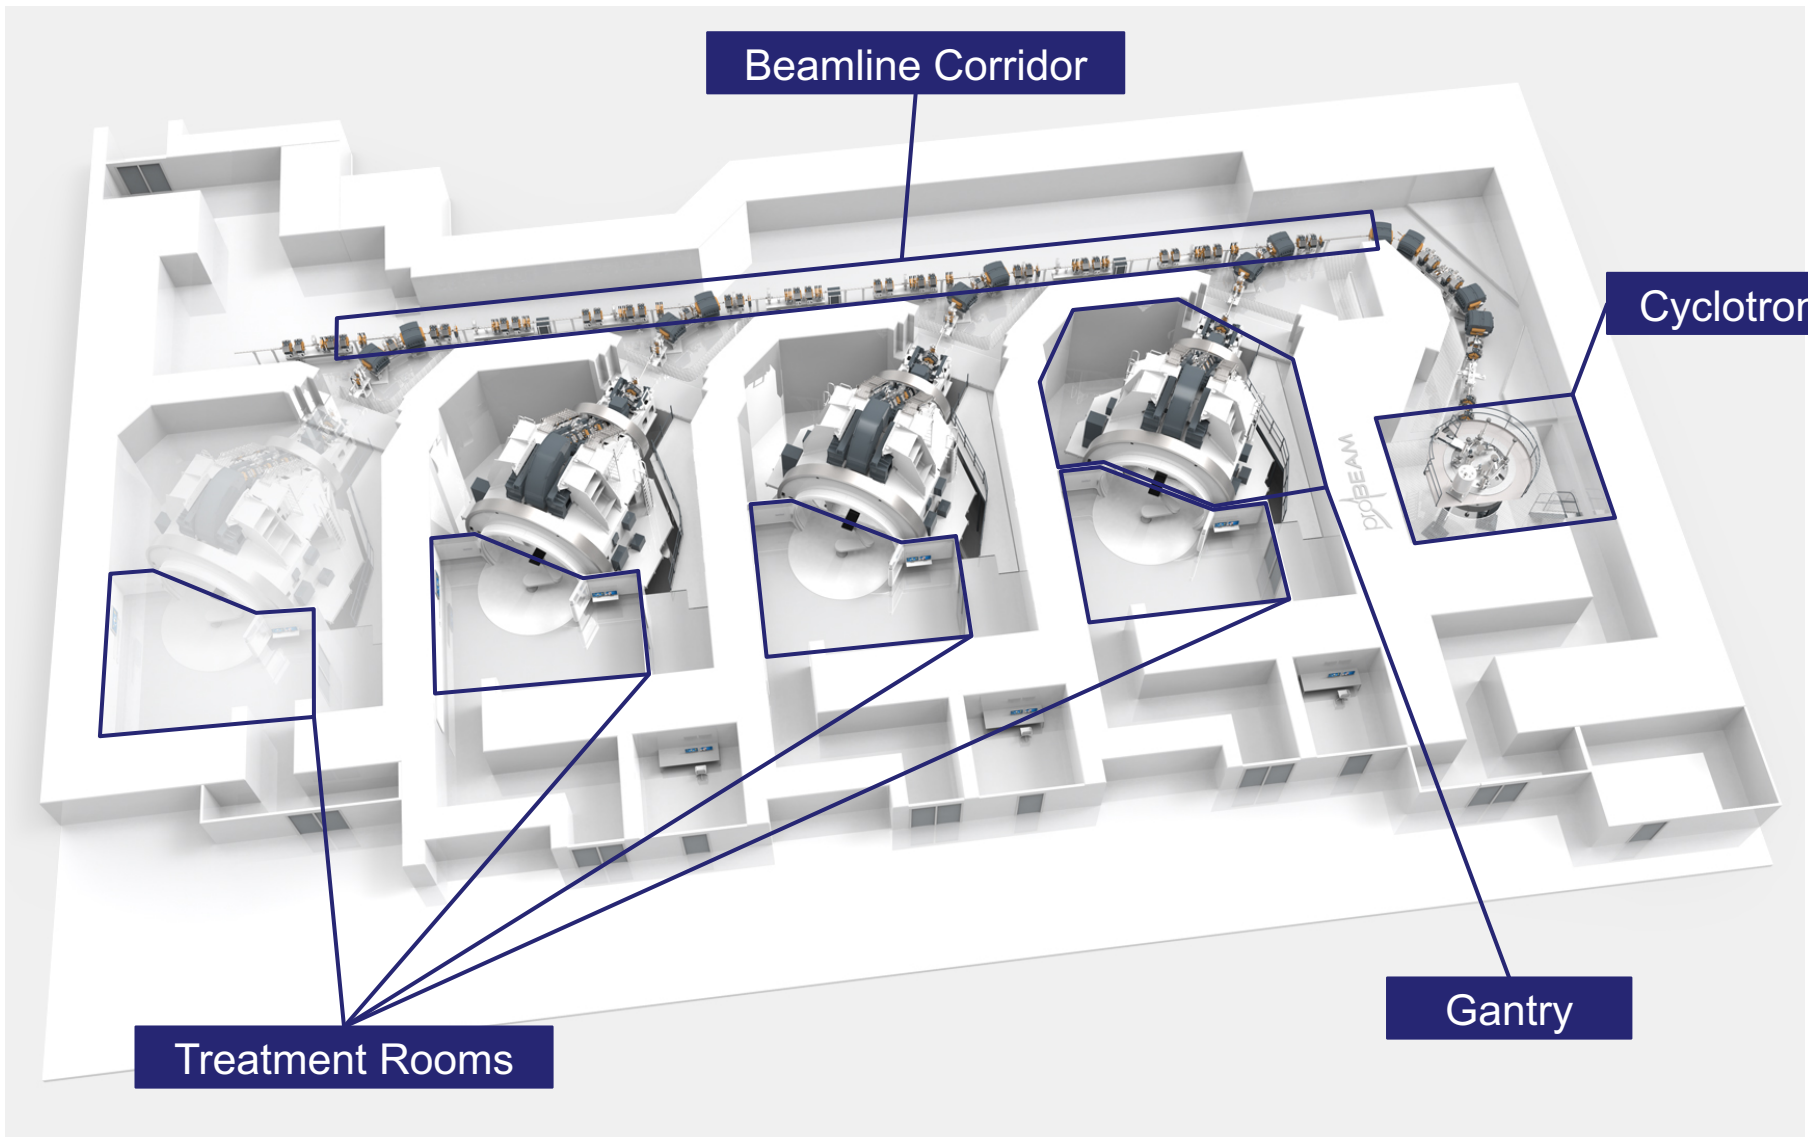 Beamline Corridor
Cyclotron
proBEAM
Gantry
Treatment Rooms